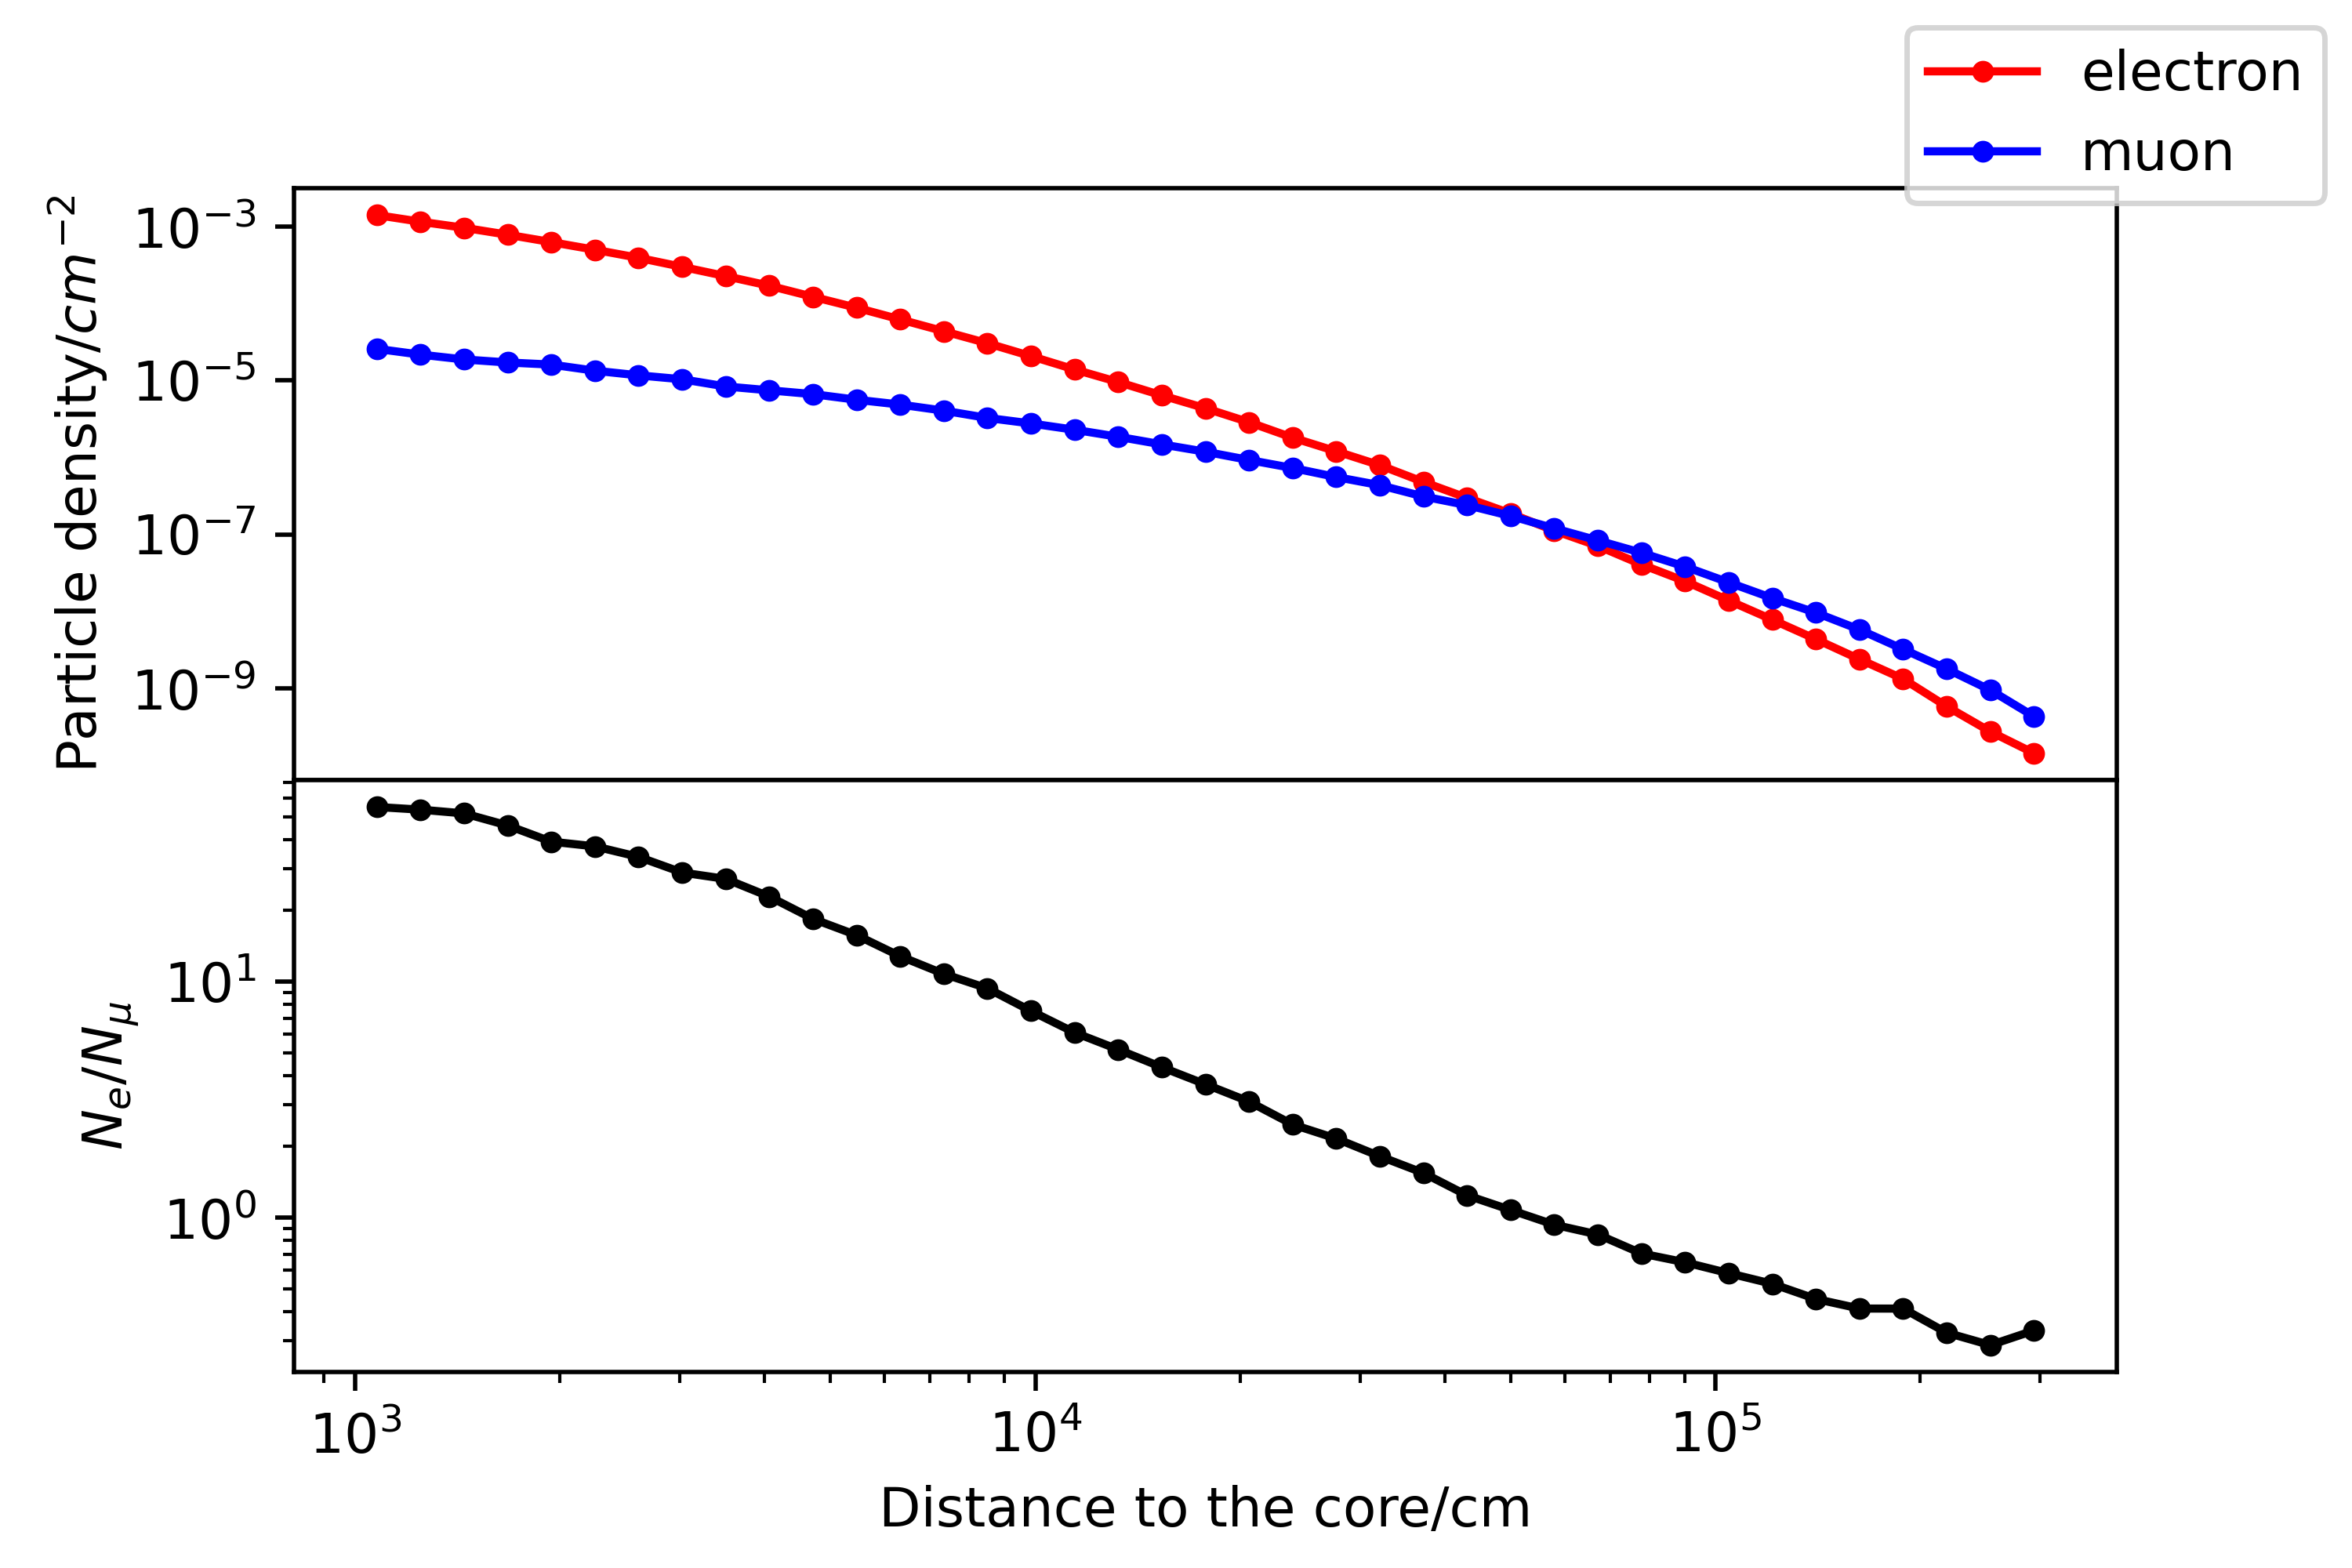 electron
muon
Particle density/cm⁻²
10⁻³
10⁻⁵
10⁻⁷
10⁻⁹
Nₑ/N_μ
10¹
10⁰
10³ 10⁴ 10⁵
Distance to the core/cm